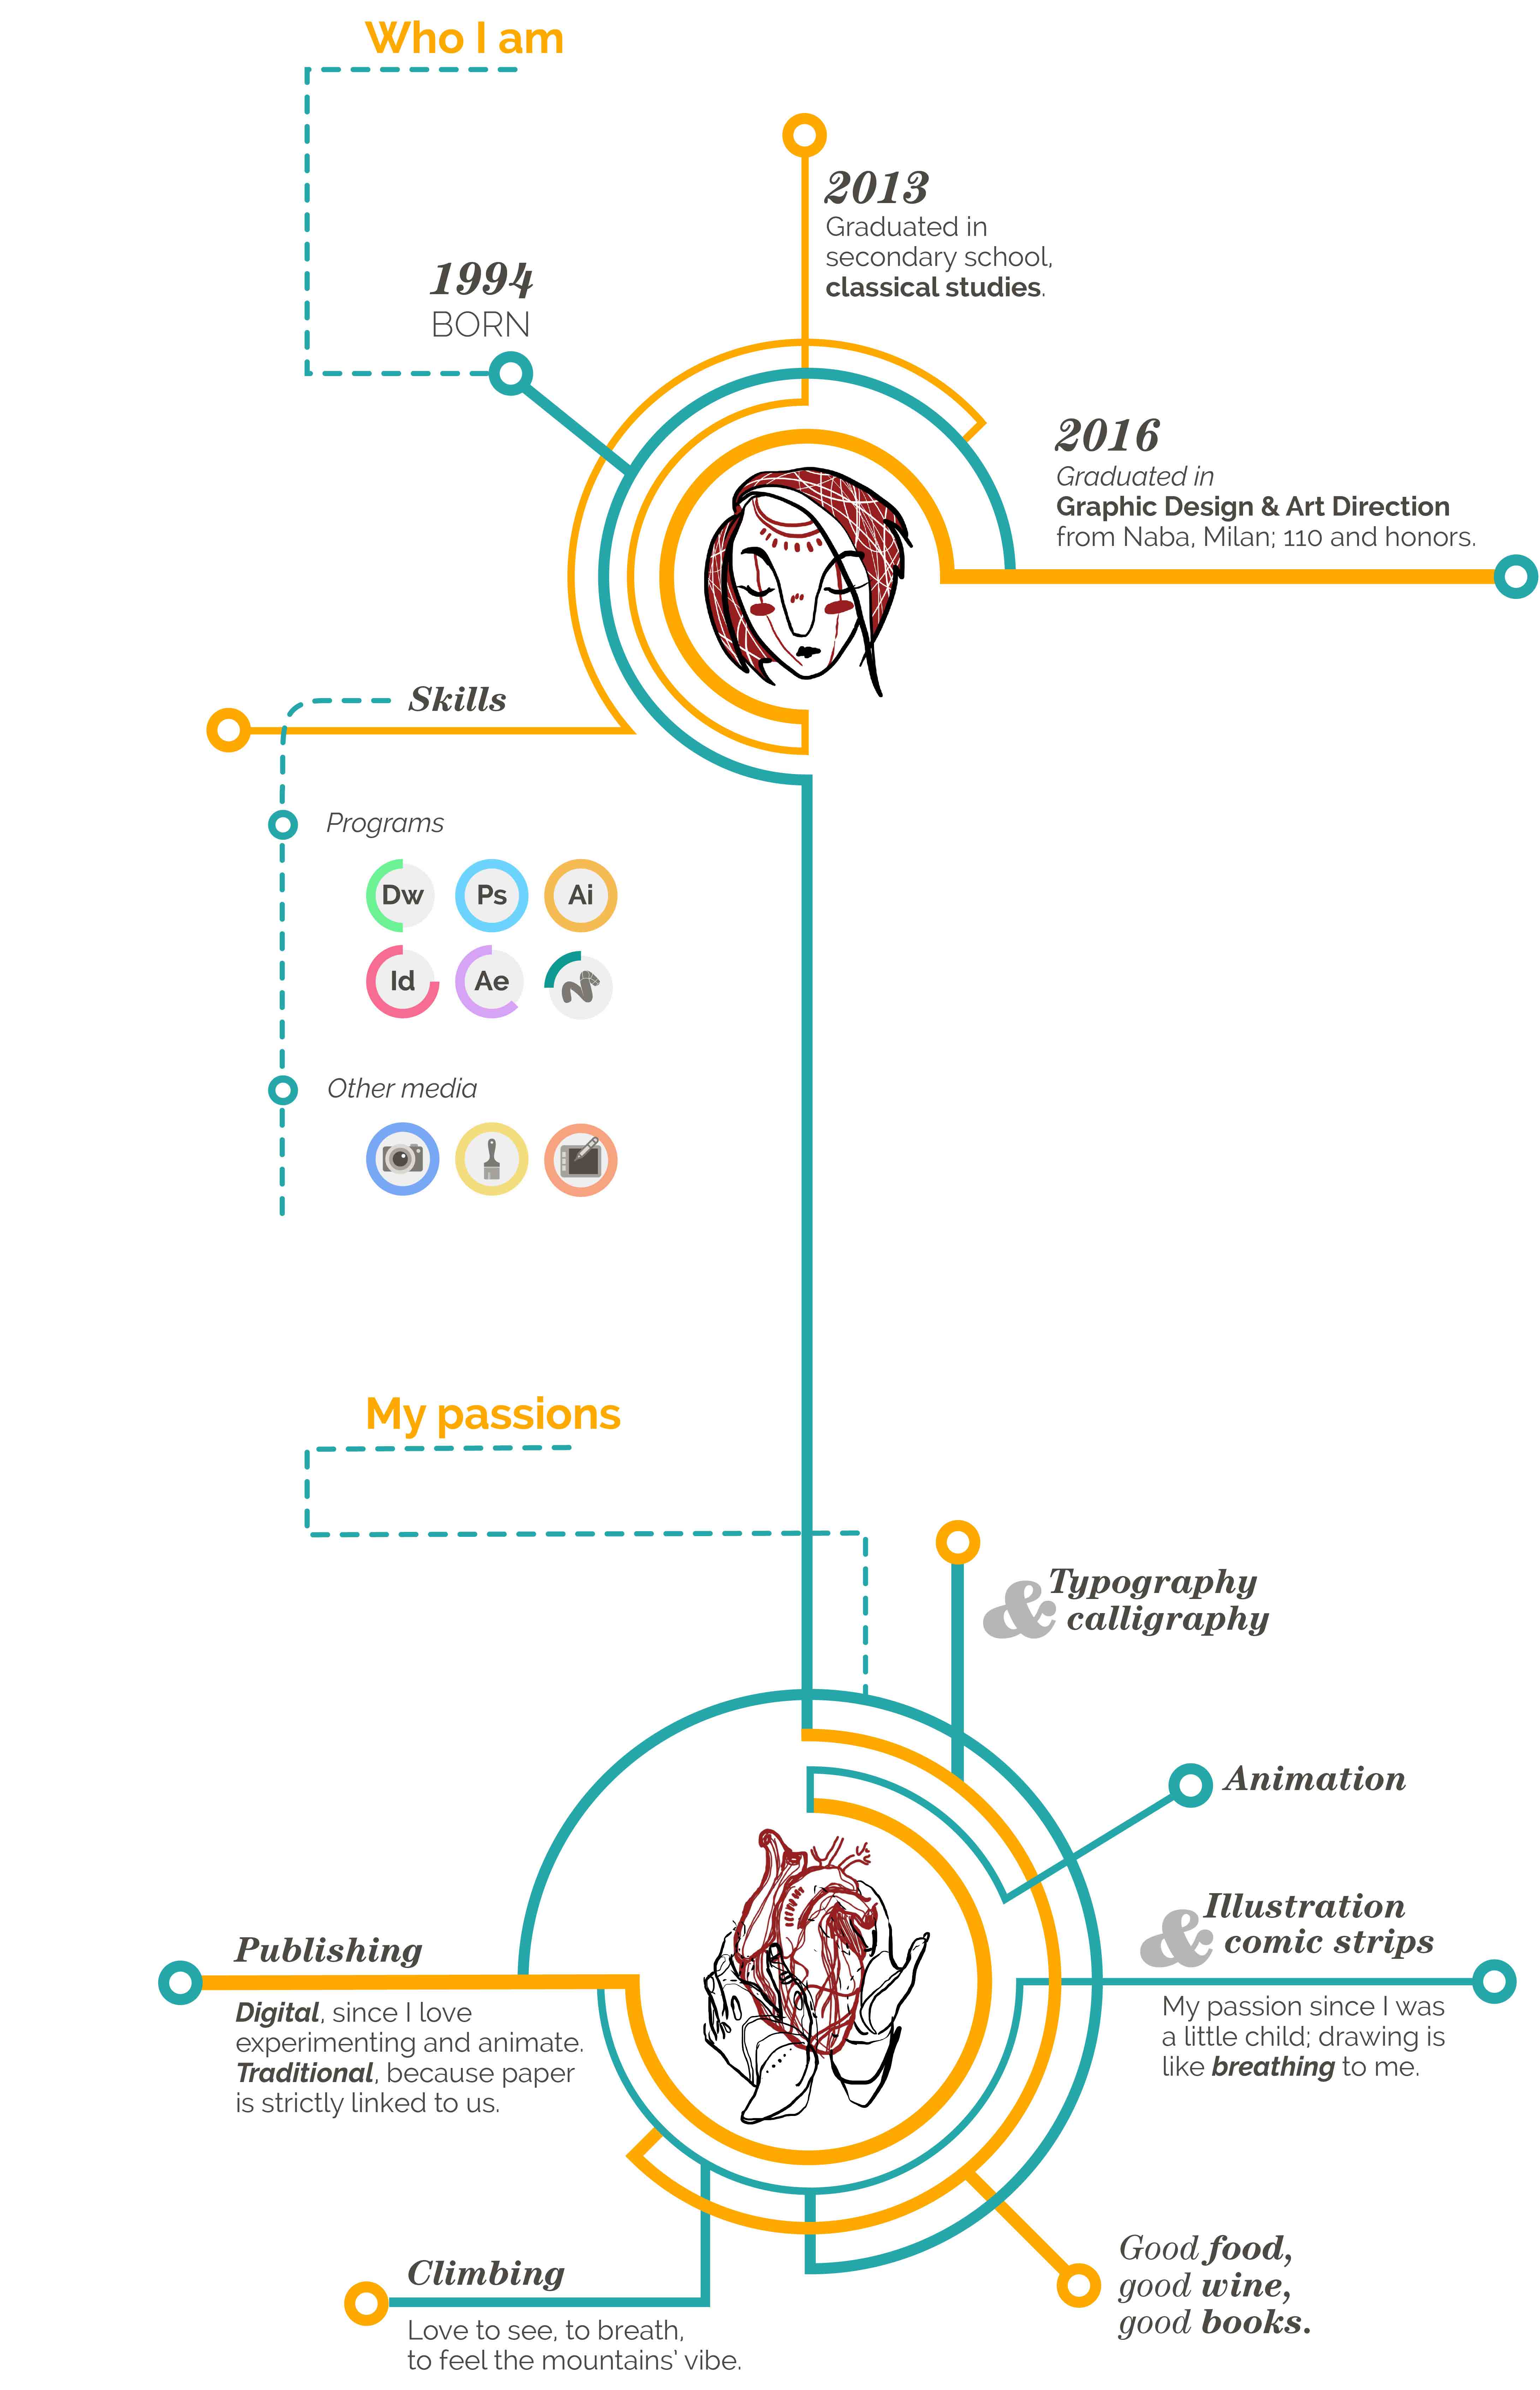 Who I am
2013
Graduated in
secondary school,
classical studies.
1994
BORN
2016
Graduated in
Graphic Design & Art Direction
from Naba, Milan; 110 and honors.
Skills
Programs
Dw Ps Ai
Id Ae
Other media
My passions
Typography
& calligraphy
Animation
Illustration
& comic strips
My passion since I was
a little child; drawing is
like breathing to me.
Publishing
Digital, since I love
experimenting and animate.
Traditional, because paper
is strictly linked to us.
Good food,
good wine,
good books.
Climbing
Love to see, to breath,
to feel the mountains‛ vibe.